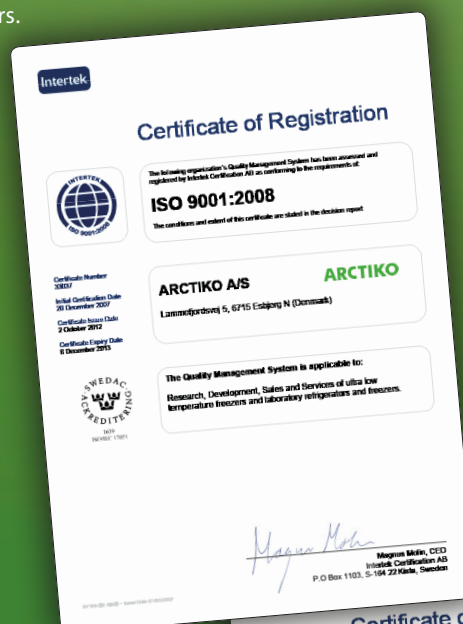 rs.
Intertek
Certificate of Registration
INTERTEK
ISO 9001:2008
The following organization's Quality Management System has been assessed and
registered by Intertek Certification AB as conforming to the requirements of:
ISO 9001:2008
The conditions and extent of this certificate are stated in the decision report
Certificate Number
Initial Certification Date
20 December 2007
Certificate Issue Date
2 October 2012
Certificate Expiry Date
6 December 2013
ARCTIKO A/S
ARCTIKO
Lammefjordsvej 5, 6715 Esbjerg N (Denmark)
SWEDAC
ACKREDITERING
1639
ISO/IEC 17021
The Quality Management System is applicable to:
Research, Development, Sales and Services of ultra low
temperature freezers and laboratory refrigerators and freezers.
Magnus Molin, CEO
Intertek Certification AB
P.O Box 1103, S-164 22 Kista, Sweden
Certificate